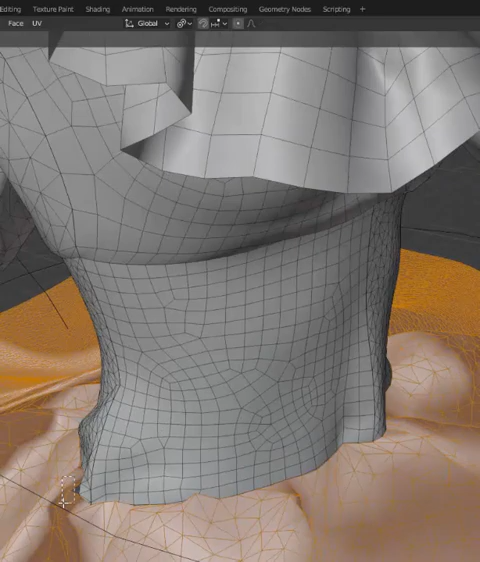 Editing Texture Paint Shading Animation Rendering Compositing Geometry Nodes Scripting +
Face UV Global